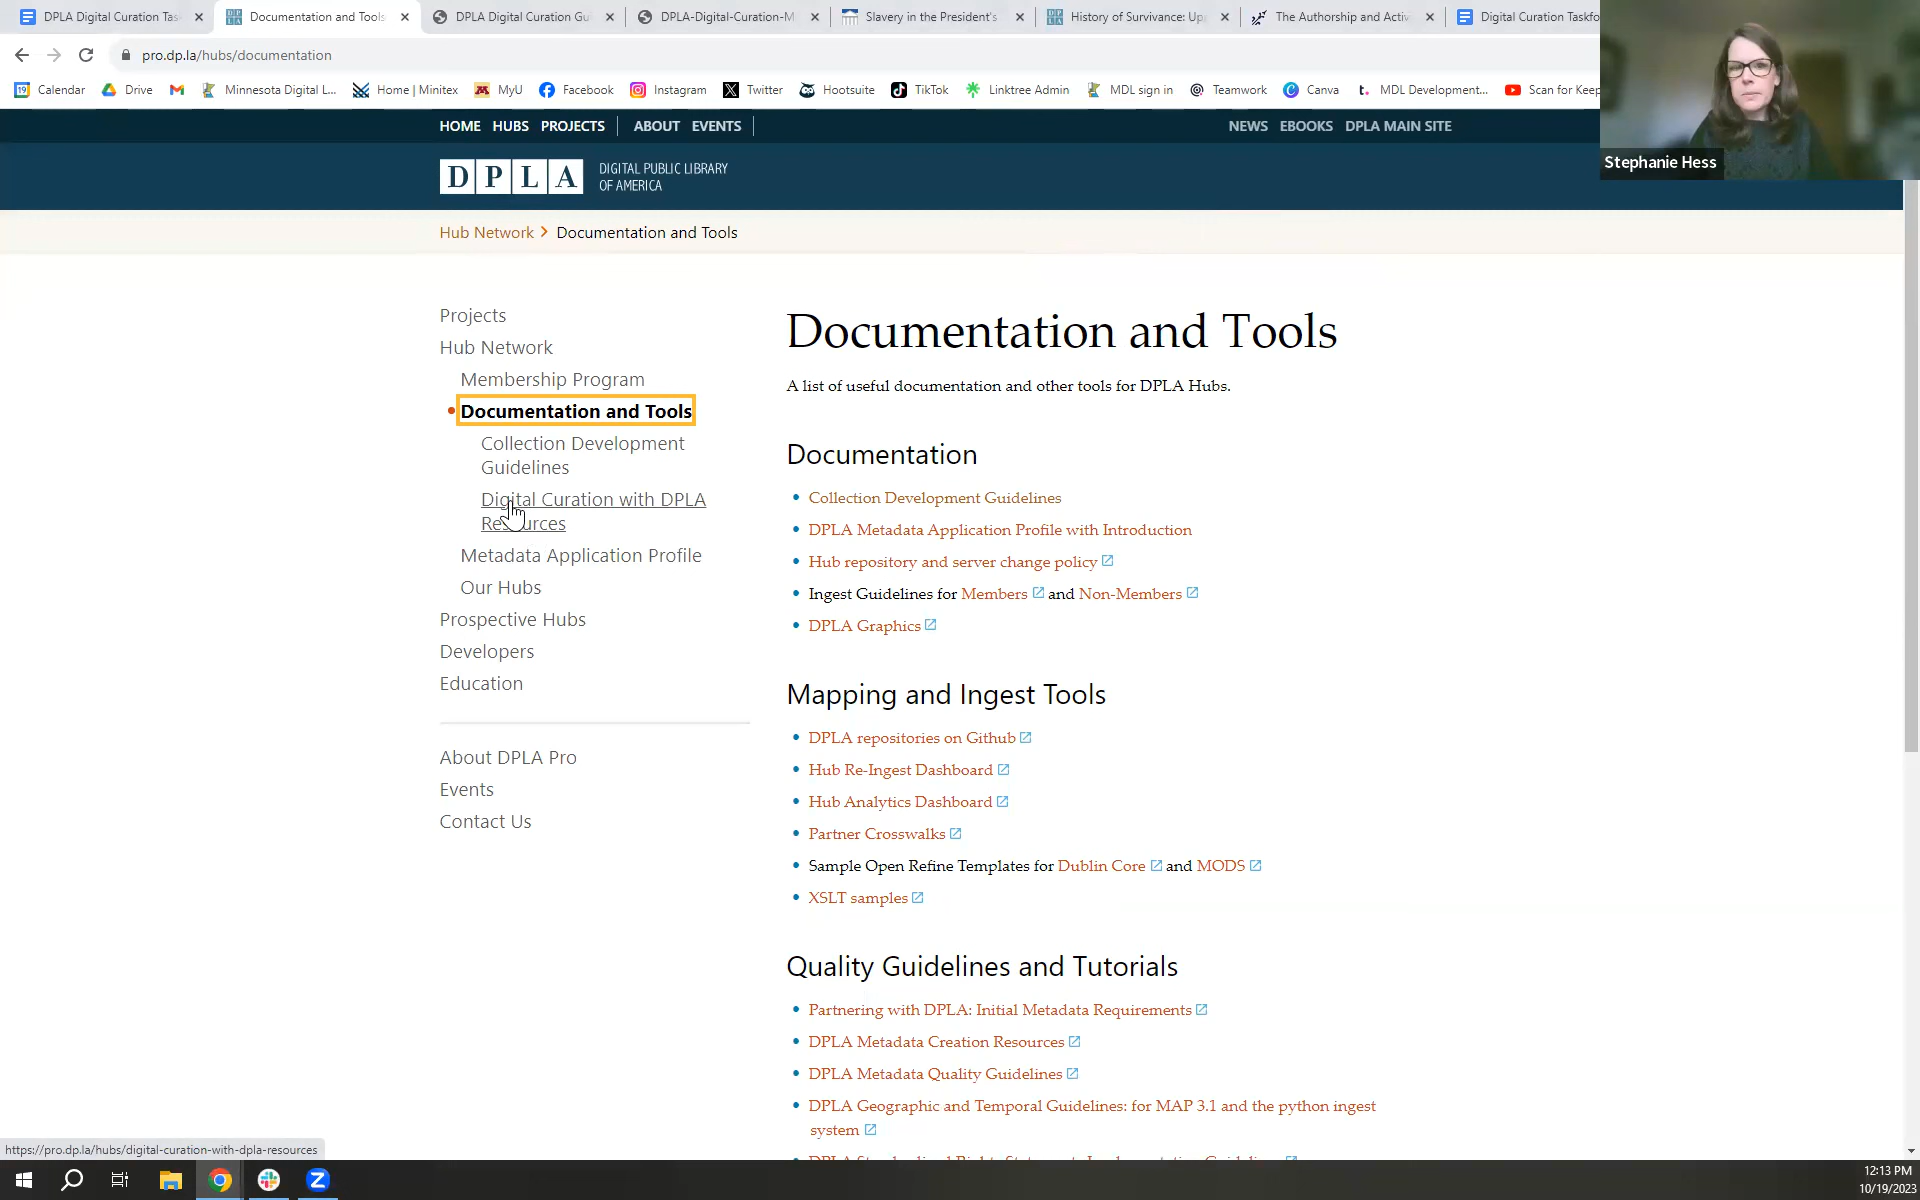 DPLA Digital Curation Tas
Documentation and Tools
DPLA Digital Curation Gu
DPLA-Digital-Curation-M
Slavery in the President's
History of Survivance: Upp
The Authorship and Activ
Digital Curation Taskfo
pro.dp.la/hubs/documentation
Calendar
Drive
Minnesota Digital L...
Home | Minitex
MyU
Facebook
Instagram
Twitter
Hootsuite
TikTok
Linktree Admin
MDL sign in
Teamwork
Canva
MDL Development...
Scan for Keep
Stephanie Hess
HOME HUBS PROJECTS ABOUT EVENTS
NEWS EBOOKS DPLA MAIN SITE
DPLA
DIGITAL PUBLIC LIBRARY
OF AMERICA
Hub Network > Documentation and Tools
Projects
Hub Network
Membership Program
Documentation and Tools
Collection Development
Guidelines
Digital Curation with DPLA
Resources
Metadata Application Profile
Our Hubs
Prospective Hubs
Developers
Education
About DPLA Pro
Events
Contact Us
Documentation and Tools
A list of useful documentation and other tools for DPLA Hubs.
Documentation
Collection Development Guidelines
DPLA Metadata Application Profile with Introduction
Hub repository and server change policy
Ingest Guidelines for Members and Non-Members
DPLA Graphics
Mapping and Ingest Tools
DPLA repositories on Github
Hub Re-Ingest Dashboard
Hub Analytics Dashboard
Partner Crosswalks
Sample Open Refine Templates for Dublin Core and MODS
XSLT samples
Quality Guidelines and Tutorials
Partnering with DPLA: Initial Metadata Requirements
DPLA Metadata Creation Resources
DPLA Metadata Quality Guidelines
DPLA Geographic and Temporal Guidelines: for MAP 3.1 and the python ingest
system
https://pro.dp.la/hubs/digital-curation-with-dpla-resources
12:13 PM
10/19/2023